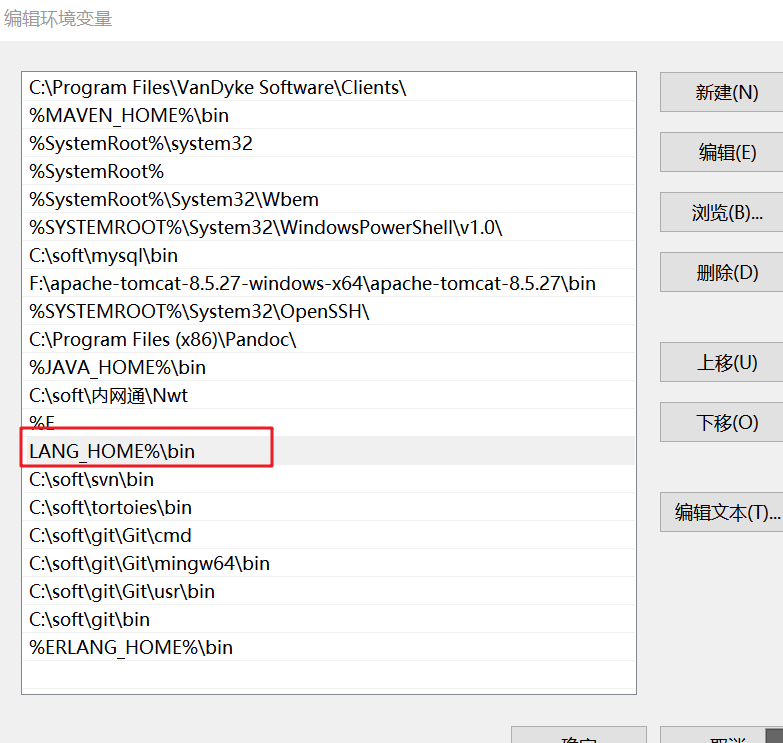 编辑环境变量
C:\Program Files\VanDyke Software\Clients\
%MAVEN_HOME%\bin
%SystemRoot%\system32
%SystemRoot%
%SystemRoot%\System32\Wbem
%SYSTEMROOT%\System32\WindowsPowerShell\v1.0\
C:\soft\mysql\bin
F:\apache-tomcat-8.5.27-windows-x64\apache-tomcat-8.5.27\bin
%SYSTEMROOT%\System32\OpenSSH\
C:\Program Files (x86)\Pandoc\
%JAVA_HOME%\bin
C:\soft\内网通\Nwt
%E
LANG_HOME%\bin
C:\soft\svn\bin
C:\soft\tortoies\bin
C:\soft\git\Git\cmd
C:\soft\git\Git\mingw64\bin
C:\soft\git\Git\usr\bin
C:\soft\git\bin
%ERLANG_HOME%\bin
新建(N)
编辑(E)
浏览(B)...
删除(D)
上移(U)
下移(O)
编辑文本(T)...
确定
取消